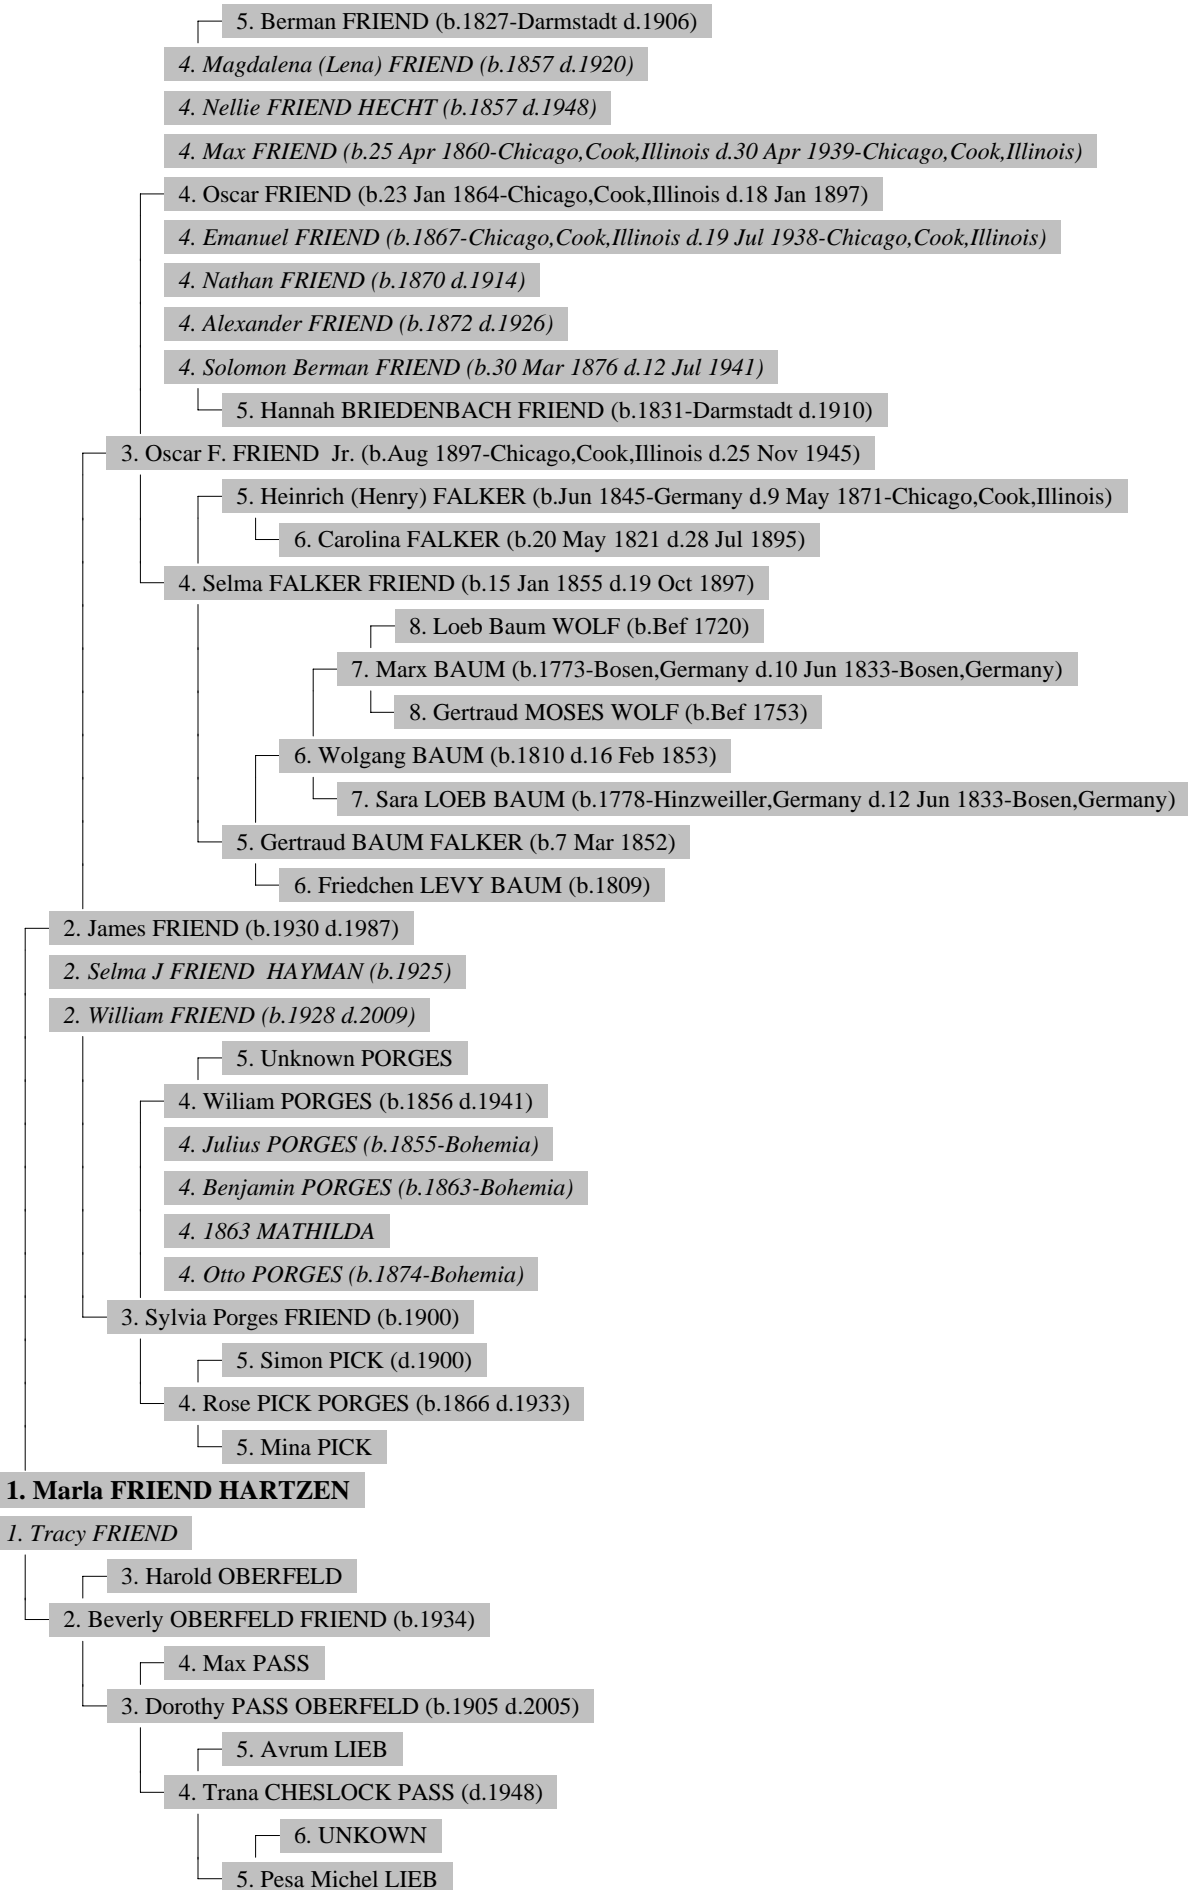 5. Berman FRIEND (b.1827-Darmstadt d.1906)
4. Magdalena (Lena) FRIEND (b.1857 d.1920)
4. Nellie FRIEND HECHT (b.1857 d.1948)
4. Max FRIEND (b.25 Apr 1860-Chicago,Cook,Illinois d.30 Apr 1939-Chicago,Cook,Illinois)
4. Oscar FRIEND (b.23 Jan 1864-Chicago,Cook,Illinois d.18 Jan 1897)
4. Emanuel FRIEND (b.1867-Chicago,Cook,Illinois d.19 Jul 1938-Chicago,Cook,Illinois)
4. Nathan FRIEND (b.1870 d.1914)
4. Alexander FRIEND (b.1872 d.1926)
4. Solomon Berman FRIEND (b.30 Mar 1876 d.12 Jul 1941)
5. Hannah BRIEDENBACH FRIEND (b.1831-Darmstadt d.1910)
3. Oscar F. FRIEND Jr. (b.Aug 1897-Chicago,Cook,Illinois d.25 Nov 1945)
5. Heinrich (Henry) FALKER (b.Jun 1845-Germany d.9 May 1871-Chicago,Cook,Illinois)
6. Carolina FALKER (b.20 May 1821 d.28 Jul 1895)
4. Selma FALKER FRIEND (b.15 Jan 1855 d.19 Oct 1897)
8. Loeb Baum WOLF (b.Bef 1720)
7. Marx BAUM (b.1773-Bosen,Germany d.10 Jun 1833-Bosen,Germany)
8. Gertraud MOSES WOLF (b.Bef 1753)
6. Wolgang BAUM (b.1810 d.16 Feb 1853)
7. Sara LOEB BAUM (b.1778-Hinzweiller,Germany d.12 Jun 1833-Bosen,Germany)
5. Gertraud BAUM FALKER (b.7 Mar 1852)
6. Friedchen LEVY BAUM (b.1809)
2. James FRIEND (b.1930 d.1987)
2. Selma J FRIEND HAYMAN (b.1925)
2. William FRIEND (b.1928 d.2009)
5. Unknown PORGES
4. Wiliam PORGES (b.1856 d.1941)
4. Julius PORGES (b.1855-Bohemia)
4. Benjamin PORGES (b.1863-Bohemia)
4. 1863 MATHILDA
4. Otto PORGES (b.1874-Bohemia)
3. Sylvia Porges FRIEND (b.1900)
5. Simon PICK (d.1900)
4. Rose PICK PORGES (b.1866 d.1933)
5. Mina PICK
1. Marla FRIEND HARTZEN
1. Tracy FRIEND
3. Harold OBERFELD
2. Beverly OBERFELD FRIEND (b.1934)
4. Max PASS
3. Dorothy PASS OBERFELD (b.1905 d.2005)
5. Avrum LIEB
4. Trana CHESLOCK PASS (d.1948)
6. UNKOWN
5. Pesa Michel LIEB